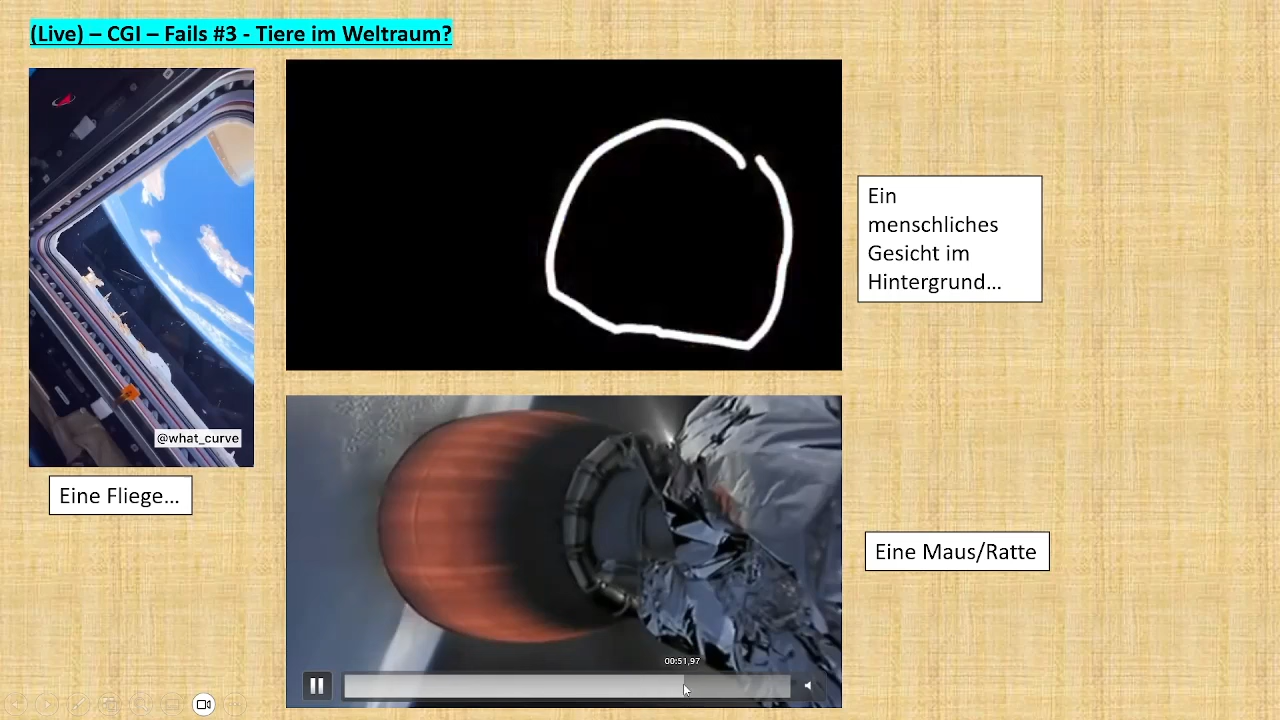 (Live) – CGI – Fails #3 - Tiere im Weltraum?
@what_curve
Eine Fliege...
Ein
menschliches
Gesicht im
Hintergrund...
Eine Maus/Ratte
00:51,97